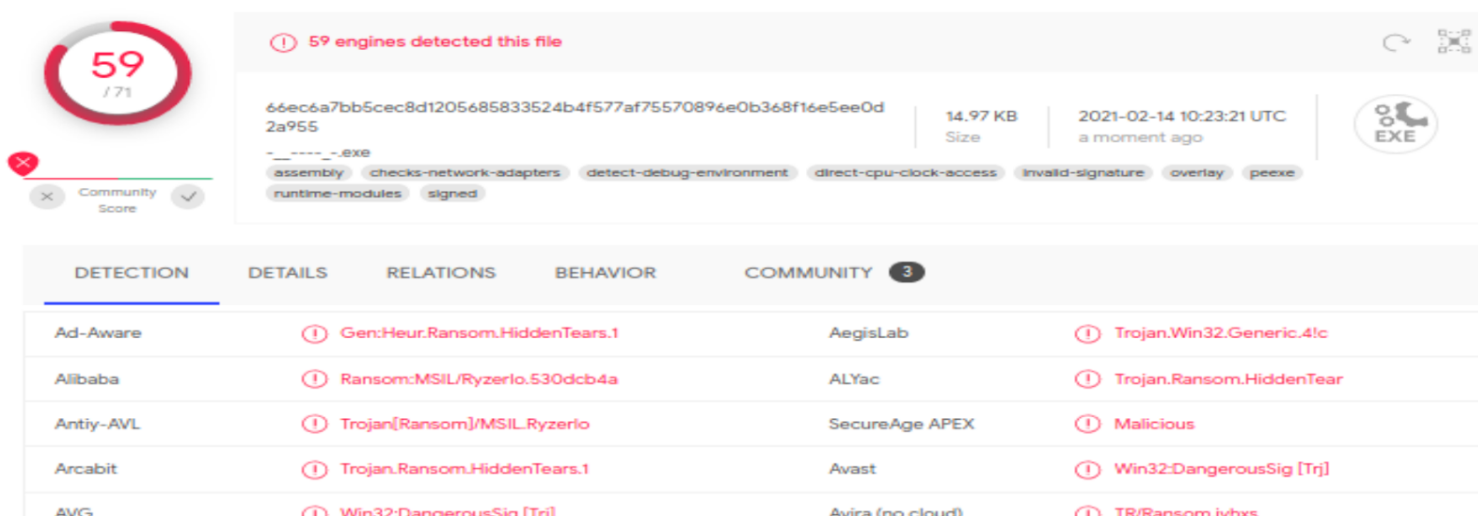 59
/ 71
Community
Score
59 engines detected this file
66ec6a7bb5cec8d1205685833524b4f577af75570896e0b368f16e5ee0d
2a955
-__----_-.exe
14.97 KB
Size
2021-02-14 10:23:21 UTC
a moment ago
EXE
assembly checks-network-adapters detect-debug-environment direct-cpu-clock-access invalid-signature overlay peexe
runtime-modules signed
DETECTION DETAILS RELATIONS BEHAVIOR COMMUNITY 3
Ad-Aware Gen:Heur.Ransom.HiddenTears.1 AegisLab Trojan.Win32.Generic.4!c
Alibaba Ransom:MSIL/Ryzerlo.530dcb4a ALYac Trojan.Ransom.HiddenTear
Antiy-AVL Trojan[Ransom]/MSIL.Ryzerlo SecureAge APEX Malicious
Arcabit Trojan.Ransom.HiddenTears.1 Avast Win32:DangerousSig [Trj]
AVG Win32:DangerousSig [Trj] Avira (no cloud) TR/Ransom.ivbxs